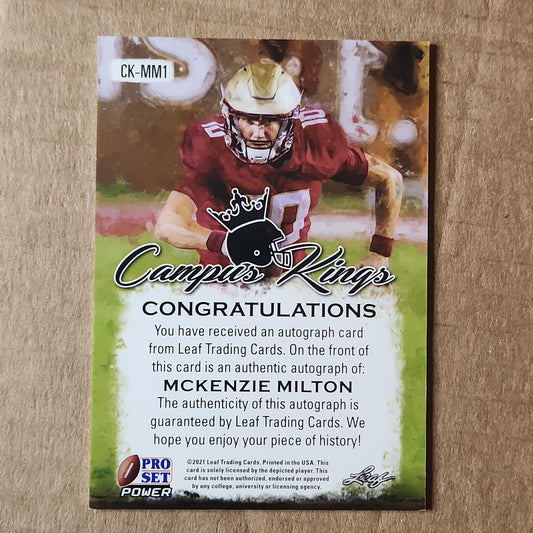 CK-MM1
10
10
Campus Kings
CONGRATULATIONS
You have received an autograph card
from Leaf Trading Cards. On the front of
this card is an authentic autograph of:
MCKENZIE MILTON
The authenticity of this autograph is
guaranteed by Leaf Trading Cards. We
hope you enjoy your piece of history!
©2021 Leaf Trading Cards. Printed in the USA. This
card is solely licensed by the depicted player. This
card has not been authorized, endorsed or approved
by any college, university or licensing agency.
PRO
SET
POWER
Leaf